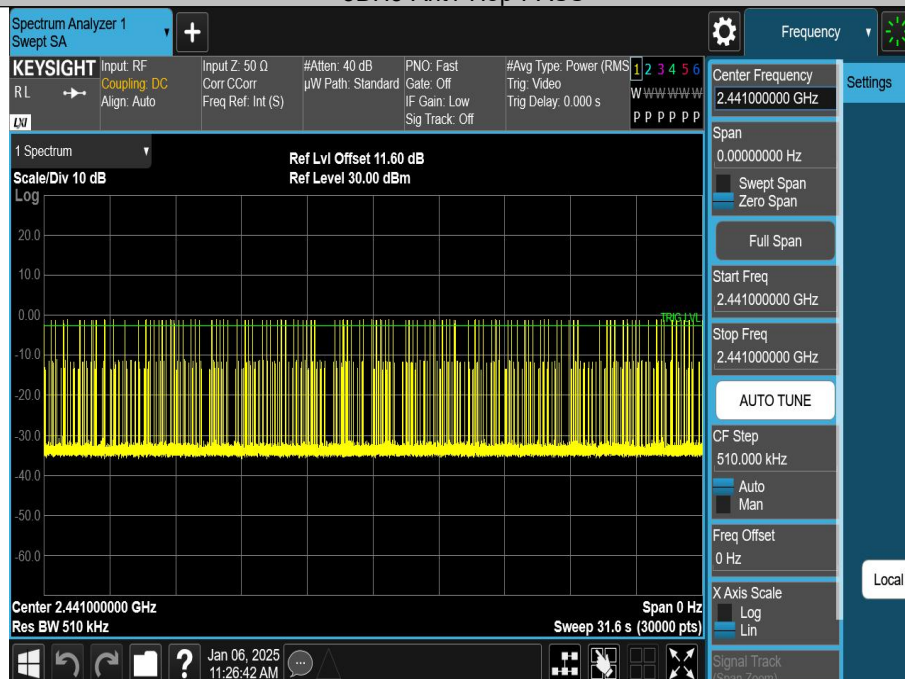 Spectrum Analyzer 1
Swept SA
+
Frequency
KEYSIGHT
RL
LXI
Input: RF
Coupling: DC
Align: Auto
Input Z: 50 Ω
Corr CCorr
Freq Ref: Int (S)
#Atten: 40 dB
µW Path: Standard
PNO: Fast
Gate: Off
IF Gain: Low
Sig Track: Off
#Avg Type: Power (RMS
Trig: Video
Trig Delay: 0.000 s
1 2 3 4 5 6
W W W W W W
P P P P P P
1 Spectrum
Scale/Div 10 dB
Log
Ref Lvl Offset 11.60 dB
Ref Level 30.00 dBm
20.0
10.0
0.00
TRIG LVL
-10.0
-20.0
-30.0
-40.0
-50.0
-60.0
Center 2.441000000 GHz
Res BW 510 kHz
Span 0 Hz
Sweep 31.6 s (30000 pts)
Center Frequency
2.441000000 GHz
Settings
Span
0.00000000 Hz
Swept Span
Zero Span
Full Span
Start Freq
2.441000000 GHz
Stop Freq
2.441000000 GHz
AUTO TUNE
CF Step
510.000 kHz
Auto
Man
Freq Offset
0 Hz
Local
X Axis Scale
Log
Lin
Signal Track
(Span Zoom)
?
Jan 06, 2025
11:26:42 AM